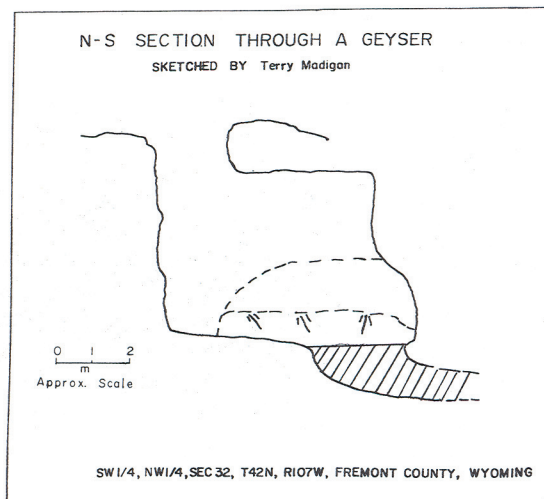 N-S SECTION THROUGH A GEYSER
SKETCHED BY Terry Madigan
0 1 2
m
Approx. Scale
SW1/4, NW1/4, SEC 32, T42N, R107W, FREMONT COUNTY, WYOMING